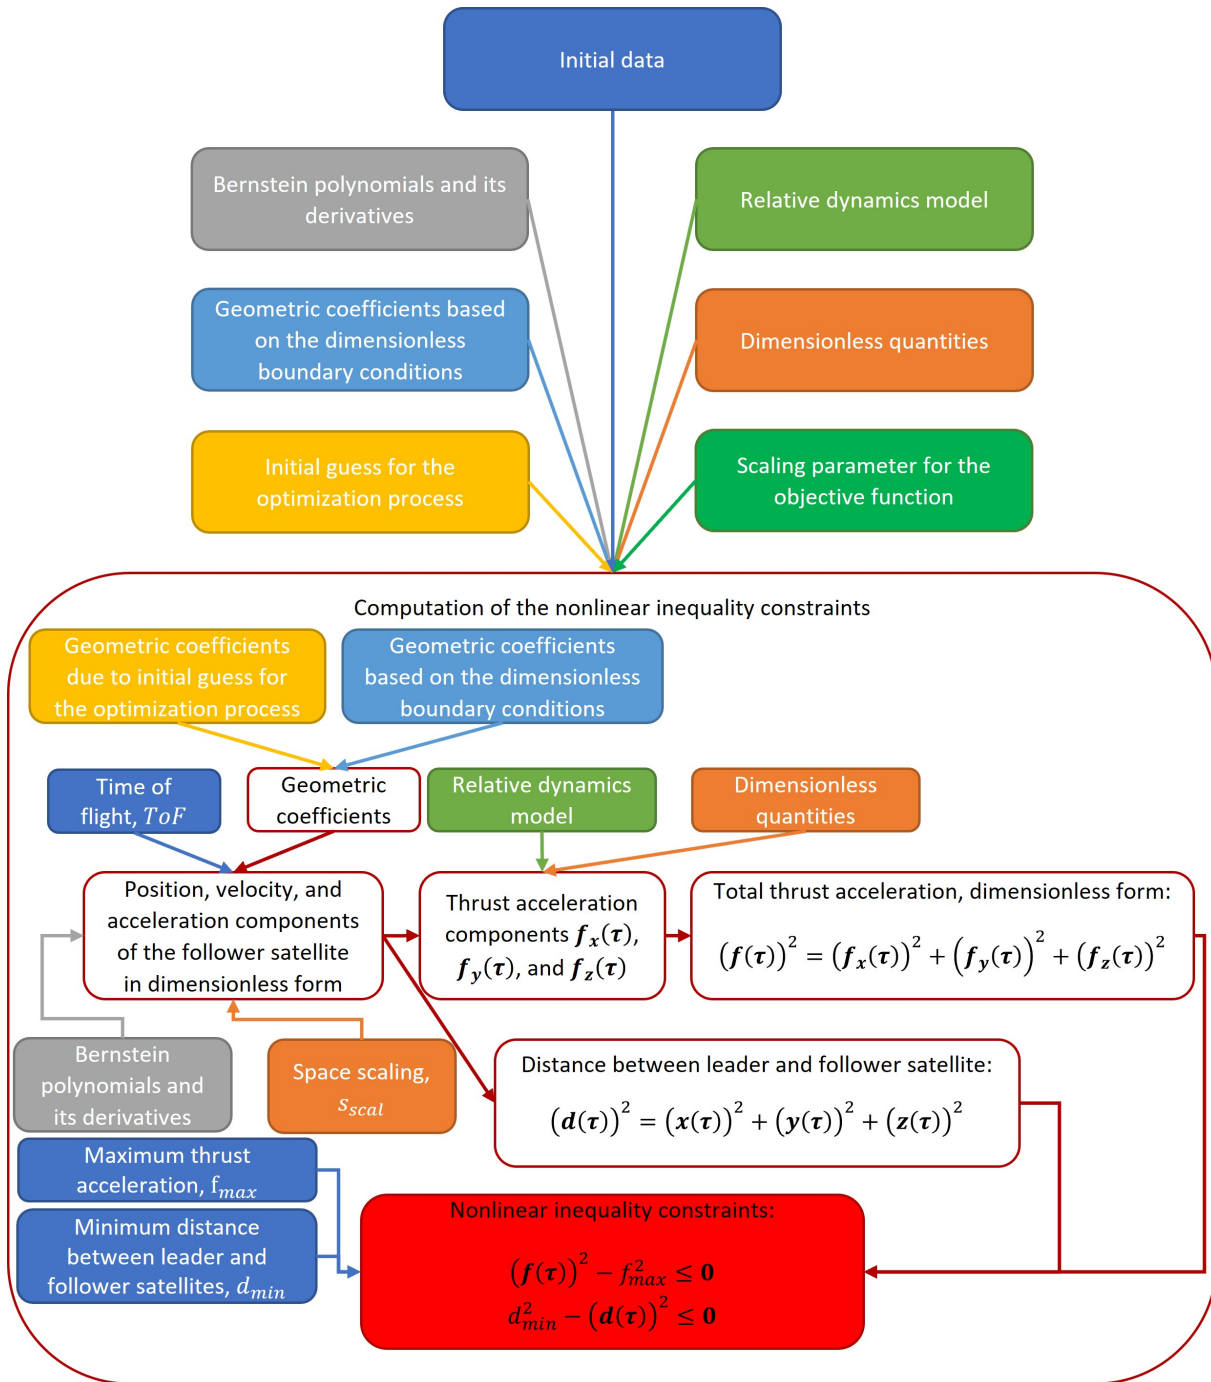 Initial data
Bernstein polynomials and its
derivatives
Relative dynamics model
Geometric coefficients based
on the dimensionless
boundary conditions
Dimensionless quantities
Initial guess for the
optimization process
Scaling parameter for the
objective function
Computation of the nonlinear inequality constraints
Geometric coefficients
due to initial guess for
the optimization process
Geometric coefficients
based on the dimensionless
boundary conditions
Time of
flight, ToF
Geometric
coefficients
Relative dynamics
model
Dimensionless
quantities
Position, velocity, and
acceleration components
of the follower satellite
in dimensionless form
Thrust acceleration
components f_x(τ),
f_y(τ), and f_z(τ)
Total thrust acceleration, dimensionless form:
(f(τ))^2 = (f_x(τ))^2 + (f_y(τ))^2 + (f_z(τ))^2
Bernstein
polynomials and
its derivatives
Space scaling,
s_scal
Distance between leader and follower satellite:
(d(τ))^2 = (x(τ))^2 + (y(τ))^2 + (z(τ))^2
Maximum thrust
acceleration, f_max
Minimum distance
between leader and
follower satellites, d_min
Nonlinear inequality constraints:
(f(τ))^2 − f_max^2 ≤ 0
d_min^2 − (d(τ))^2 ≤ 0